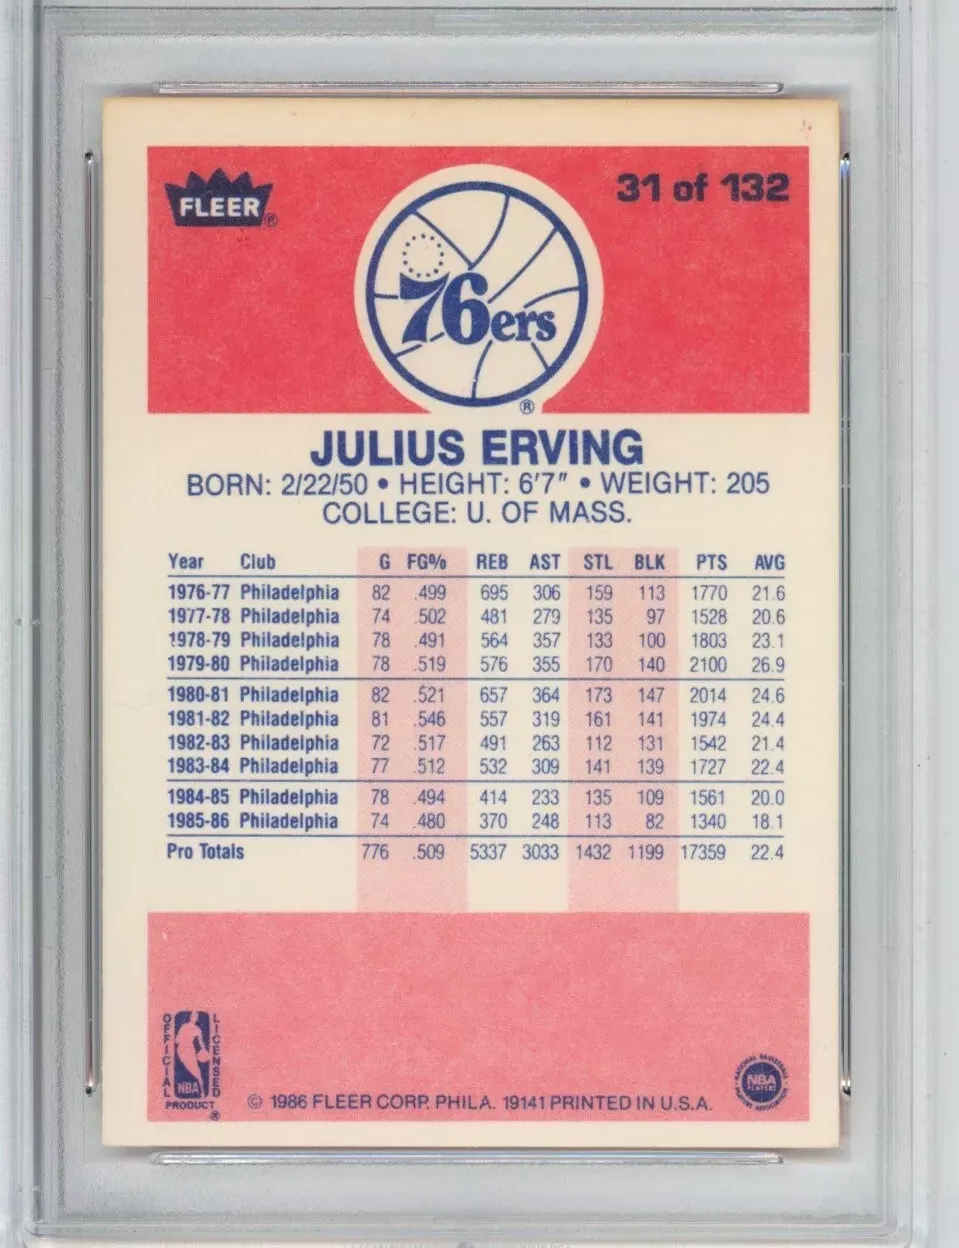 FLEER®
31 of 132
76ers
®
JULIUS ERVING
BORN: 2/22/50 • HEIGHT: 6'7" • WEIGHT: 205
COLLEGE: U. OF MASS.
Year Club G FG% REB AST STL BLK PTS AVG
1976-77 Philadelphia 82 .499 695 306 159 113 1770 21.6
1977-78 Philadelphia 74 .502 481 279 135 97 1528 20.6
1978-79 Philadelphia 78 .491 564 357 133 100 1803 23.1
1979-80 Philadelphia 78 .519 576 355 170 140 2100 26.9
1980-81 Philadelphia 82 .521 657 364 173 147 2014 24.6
1981-82 Philadelphia 81 .546 557 319 161 141 1974 24.4
1982-83 Philadelphia 72 .517 491 263 112 131 1542 21.4
1983-84 Philadelphia 77 .512 532 309 141 139 1727 22.4
1984-85 Philadelphia 78 .494 414 233 135 109 1561 20.0
1985-86 Philadelphia 74 .480 370 248 113 82 1340 18.1
Pro Totals 776 .509 5337 3033 1432 1199 17359 22.4
OFFICIAL
LICENSED
NBA
PRODUCT
®
© 1986 FLEER CORP. PHILA. 19141 PRINTED IN U.S.A.
NATIONAL BASKETBALL
NBA
PLAYERS
ASSOCIATION